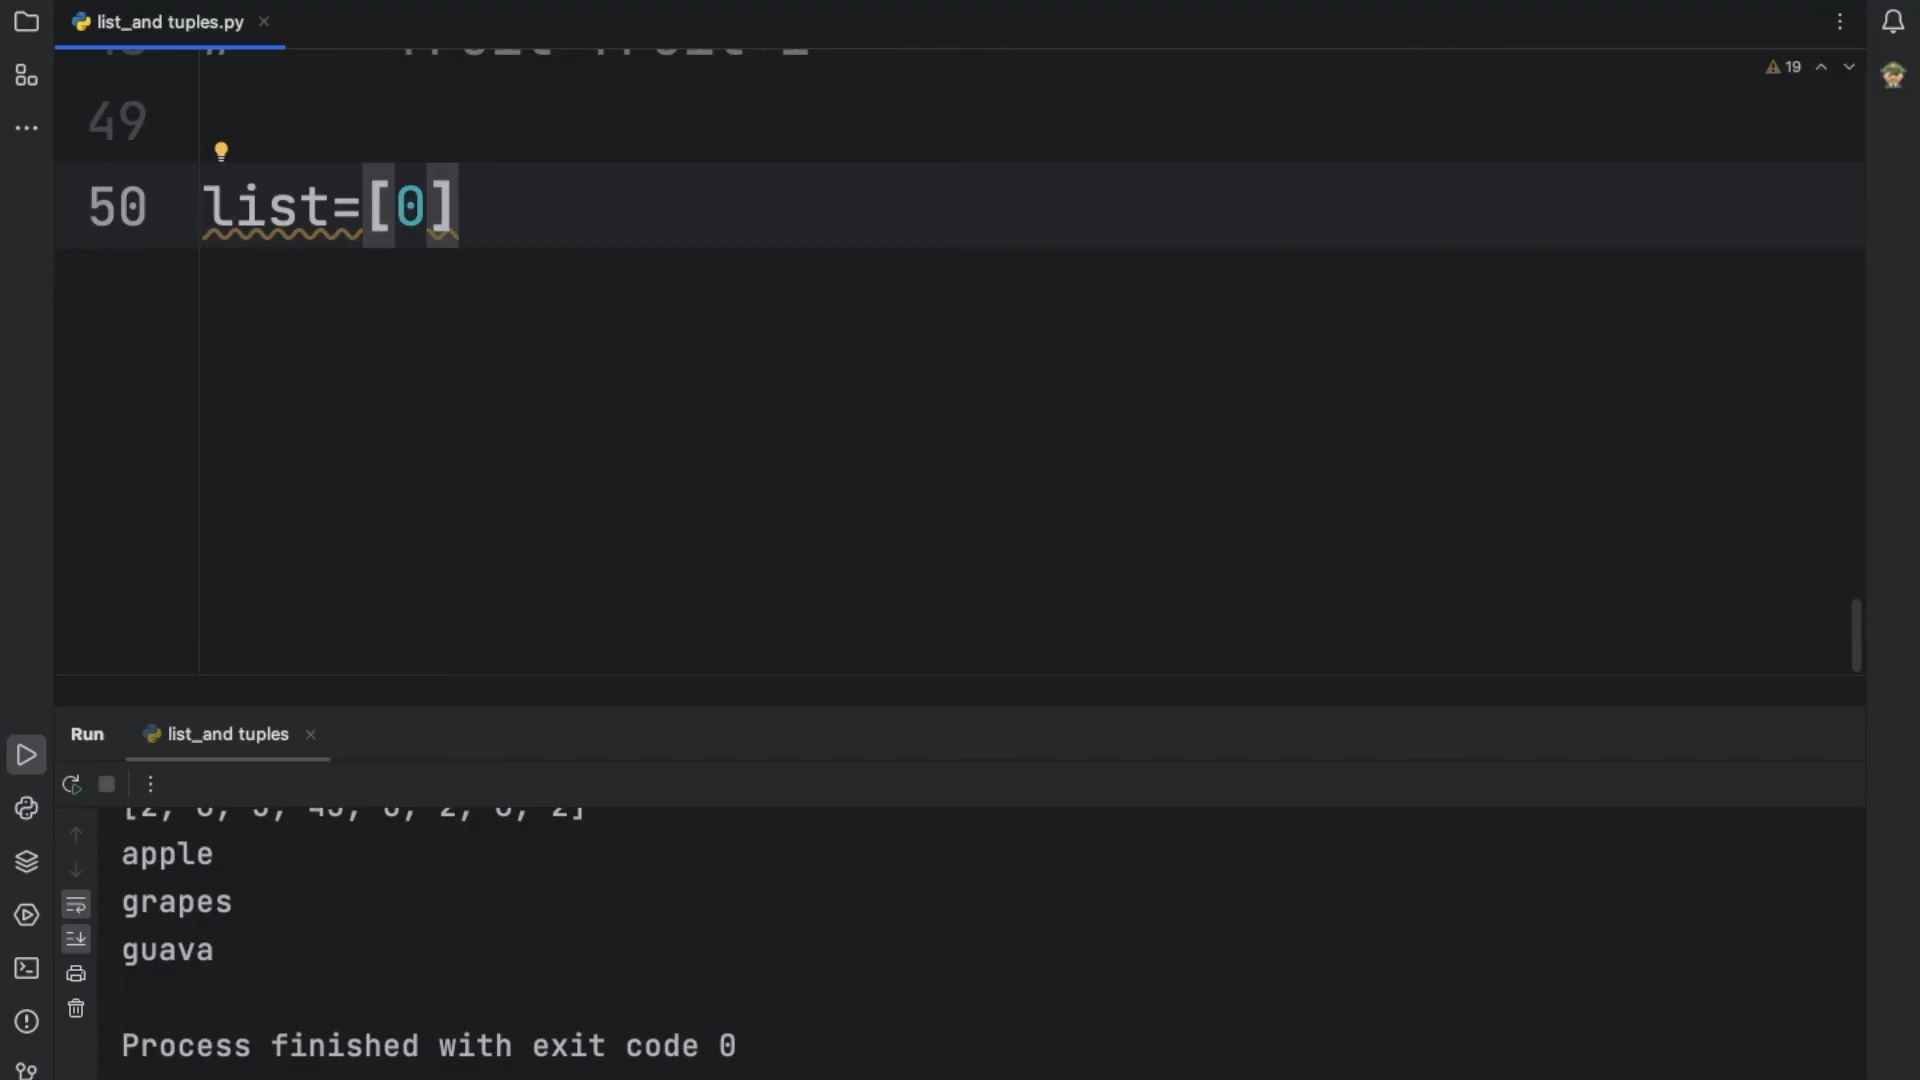 list_and tuples.py
19
49
50 list=[0]
Run list_and tuples
apple
grapes
guava
Process finished with exit code 0